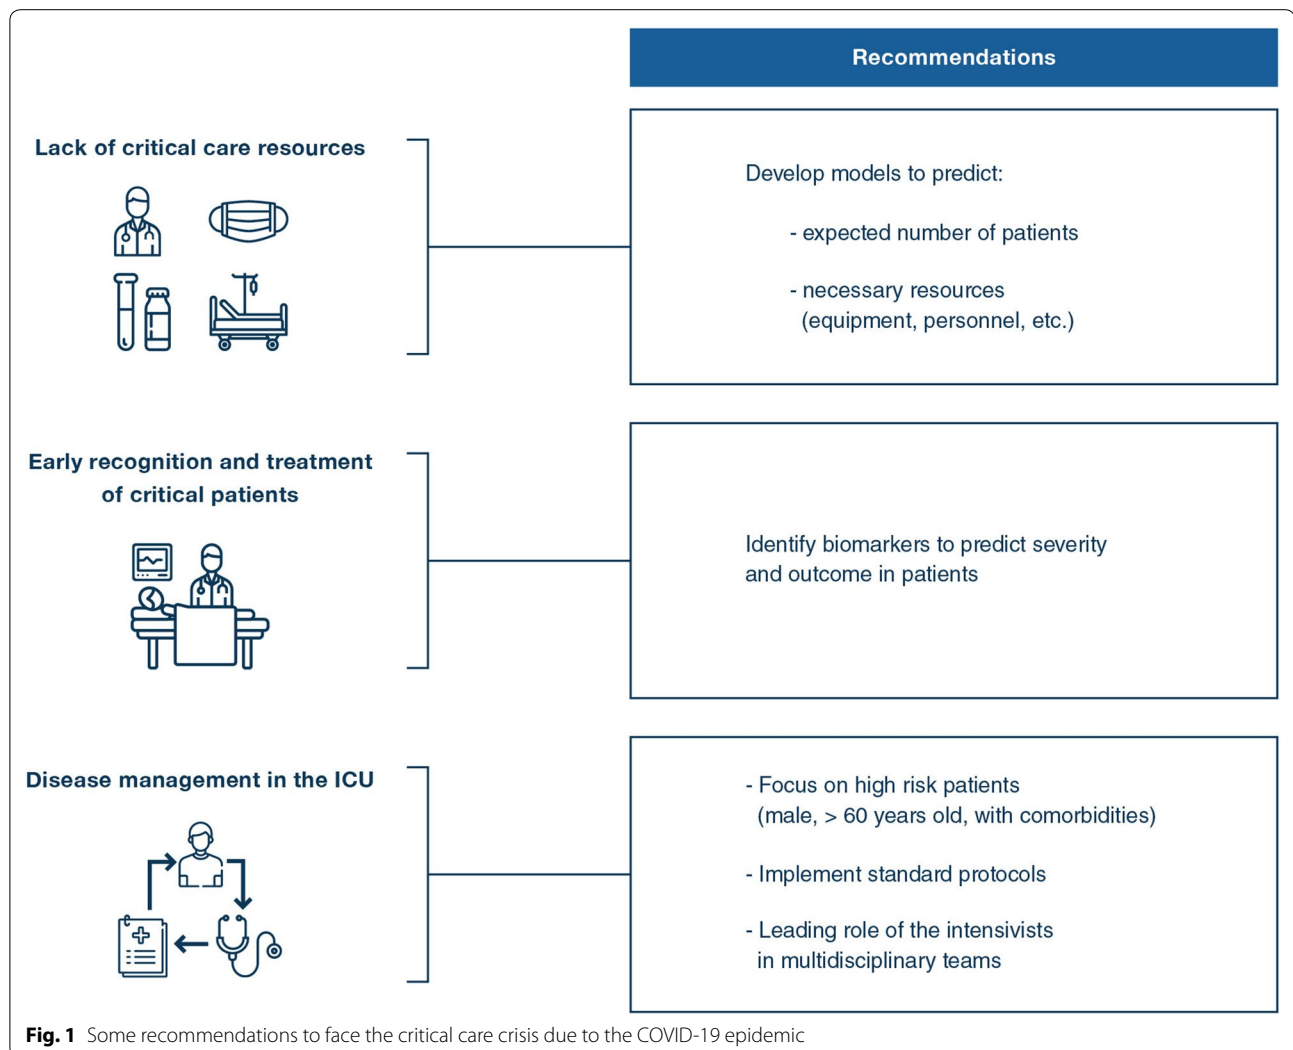 Recommendations
Lack of critical care resources
Develop models to predict:
- expected number of patients
- necessary resources
(equipment, personnel, etc.)
Early recognition and treatment
of critical patients
Identify biomarkers to predict severity
and outcome in patients
Disease management in the ICU
- Focus on high risk patients
(male, > 60 years old, with comorbidities)
- Implement standard protocols
- Leading role of the intensivists
in multidisciplinary teams
Fig. 1 Some recommendations to face the critical care crisis due to the COVID-19 epidemic